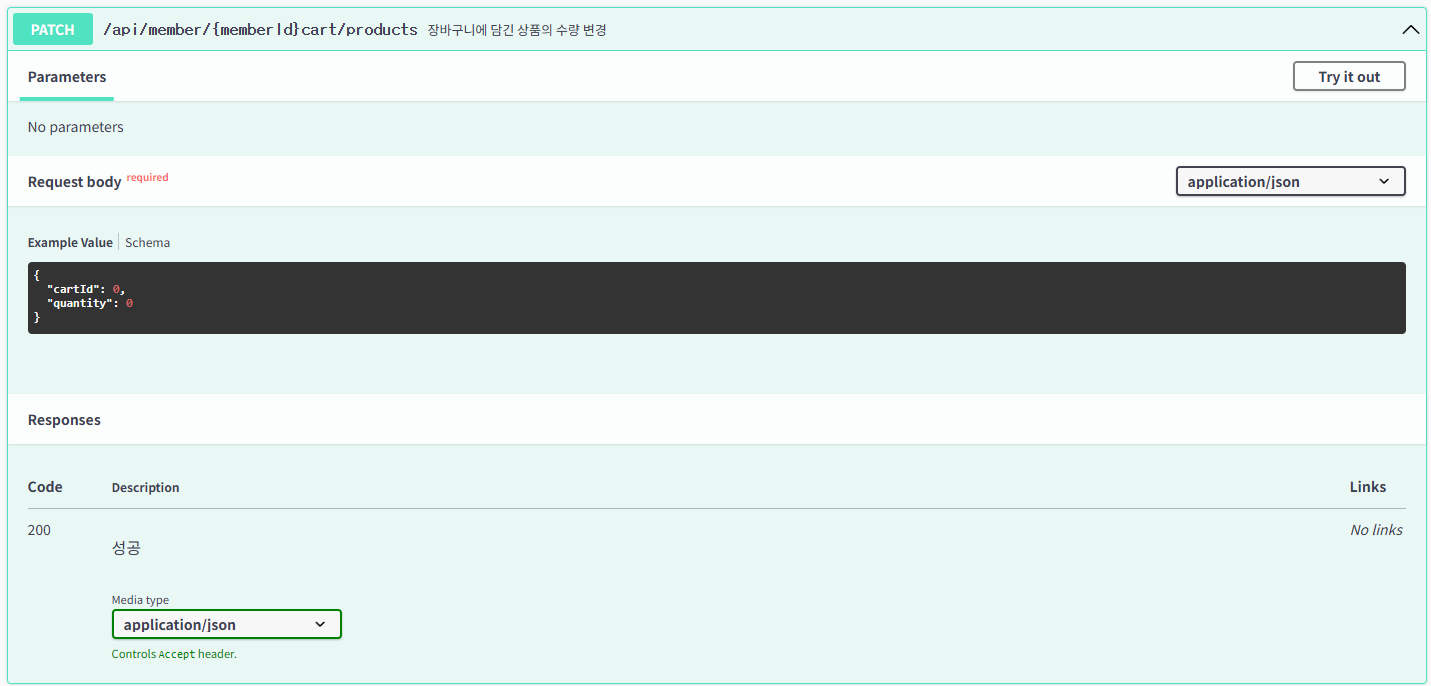 PATCH /api/member/{memberId}cart/products 장바구니에 담긴 상품의 수량 변경
Parameters
Try it out
No parameters
Request body required
application/json
Example Value Schema
{
"cartId": 0,
"quantity": 0
}
Responses
Code Description Links
200 No links
성공
Media type
application/json
Controls Accept header.